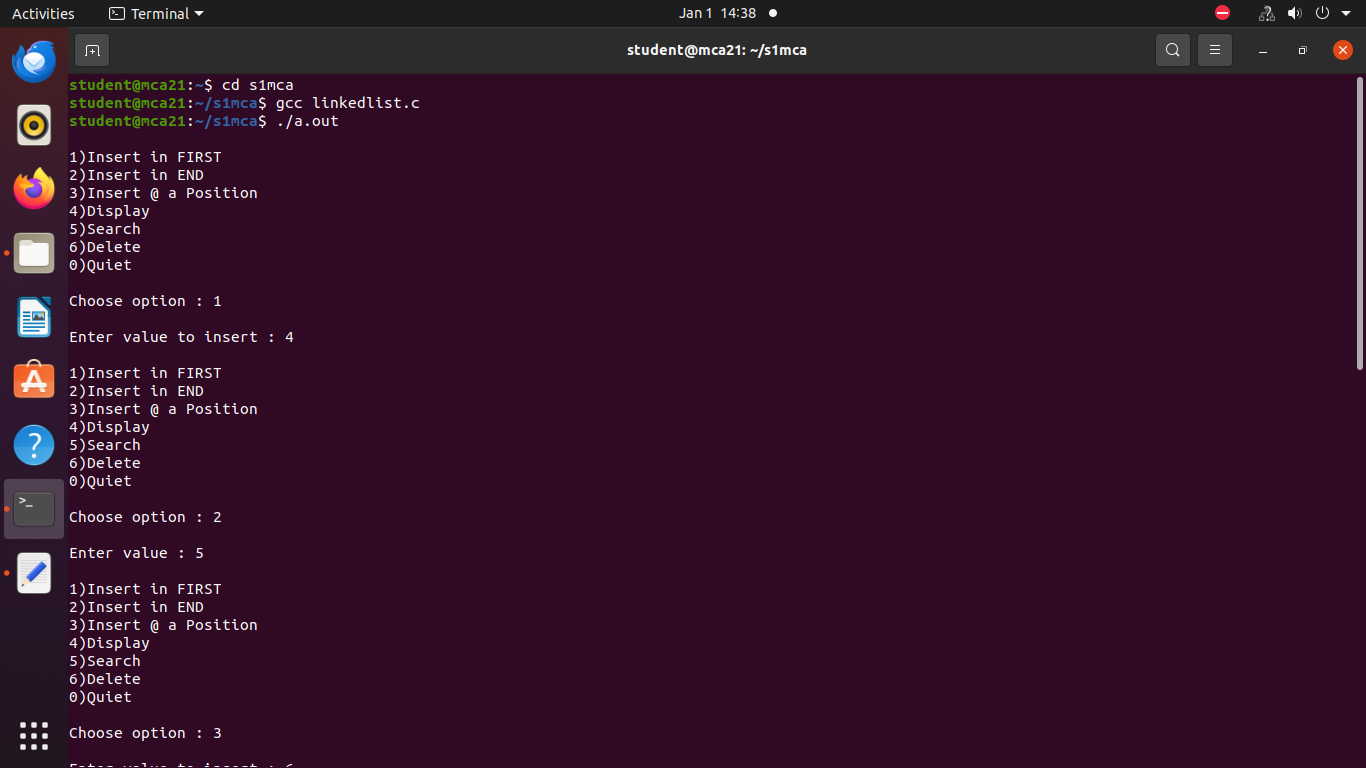 Activities
Terminal
Jan 1 14:38
student@mca21: ~/s1mca
student@mca21:~$ cd s1mca
student@mca21:~/s1mca$ gcc linkedlist.c
student@mca21:~/s1mca$ ./a.out
1)Insert in FIRST
2)Insert in END
3)Insert @ a Position
4)Display
5)Search
6)Delete
0)Quiet
Choose option : 1
Enter value to insert : 4
1)Insert in FIRST
2)Insert in END
3)Insert @ a Position
4)Display
5)Search
6)Delete
0)Quiet
Choose option : 2
Enter value : 5
1)Insert in FIRST
2)Insert in END
3)Insert @ a Position
4)Display
5)Search
6)Delete
0)Quiet
Choose option : 3
Enter value to insert : 6